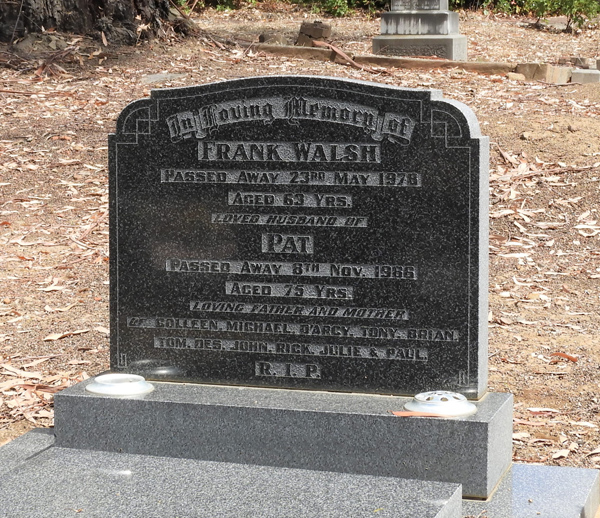 In Loving Memory of
FRANK WALSH
PASSED AWAY 23RD MAY 1978
AGED 63 YRS.
LOVED HUSBAND OF
PAT
PASSED AWAY 8TH NOV.
AGED 75 YRS.
LOVING FATHER AND MOTHER
OF COLLEEN, MICHAEL, D'ARCY, TONY, BRIAN,
TOM, DES, JOHN, RICK, JULIE & PAUL.
R.I.P.